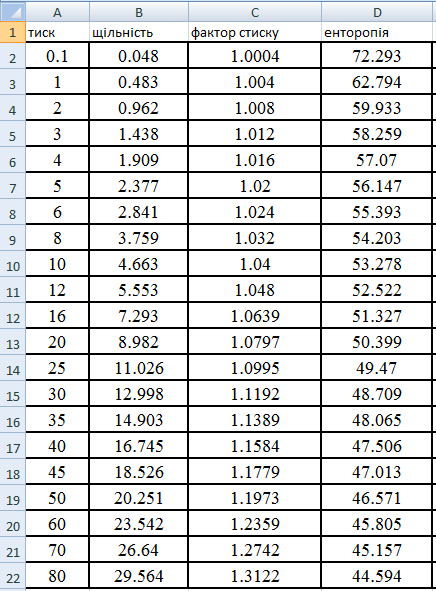 A B C D
1 тиск щільність фактор стиску енторопія
2 0.1 0.048 1.0004 72.293
3 1 0.483 1.004 62.794
4 2 0.962 1.008 59.933
5 3 1.438 1.012 58.259
6 4 1.909 1.016 57.07
7 5 2.377 1.02 56.147
8 6 2.841 1.024 55.393
9 8 3.759 1.032 54.203
10 10 4.663 1.04 53.278
11 12 5.553 1.048 52.522
12 16 7.293 1.0639 51.327
13 20 8.982 1.0797 50.399
14 25 11.026 1.0995 49.47
15 30 12.998 1.1192 48.709
16 35 14.903 1.1389 48.065
17 40 16.745 1.1584 47.506
18 45 18.526 1.1779 47.013
19 50 20.251 1.1973 46.571
20 60 23.542 1.2359 45.805
21 70 26.64 1.2742 45.157
22 80 29.564 1.3122 44.594